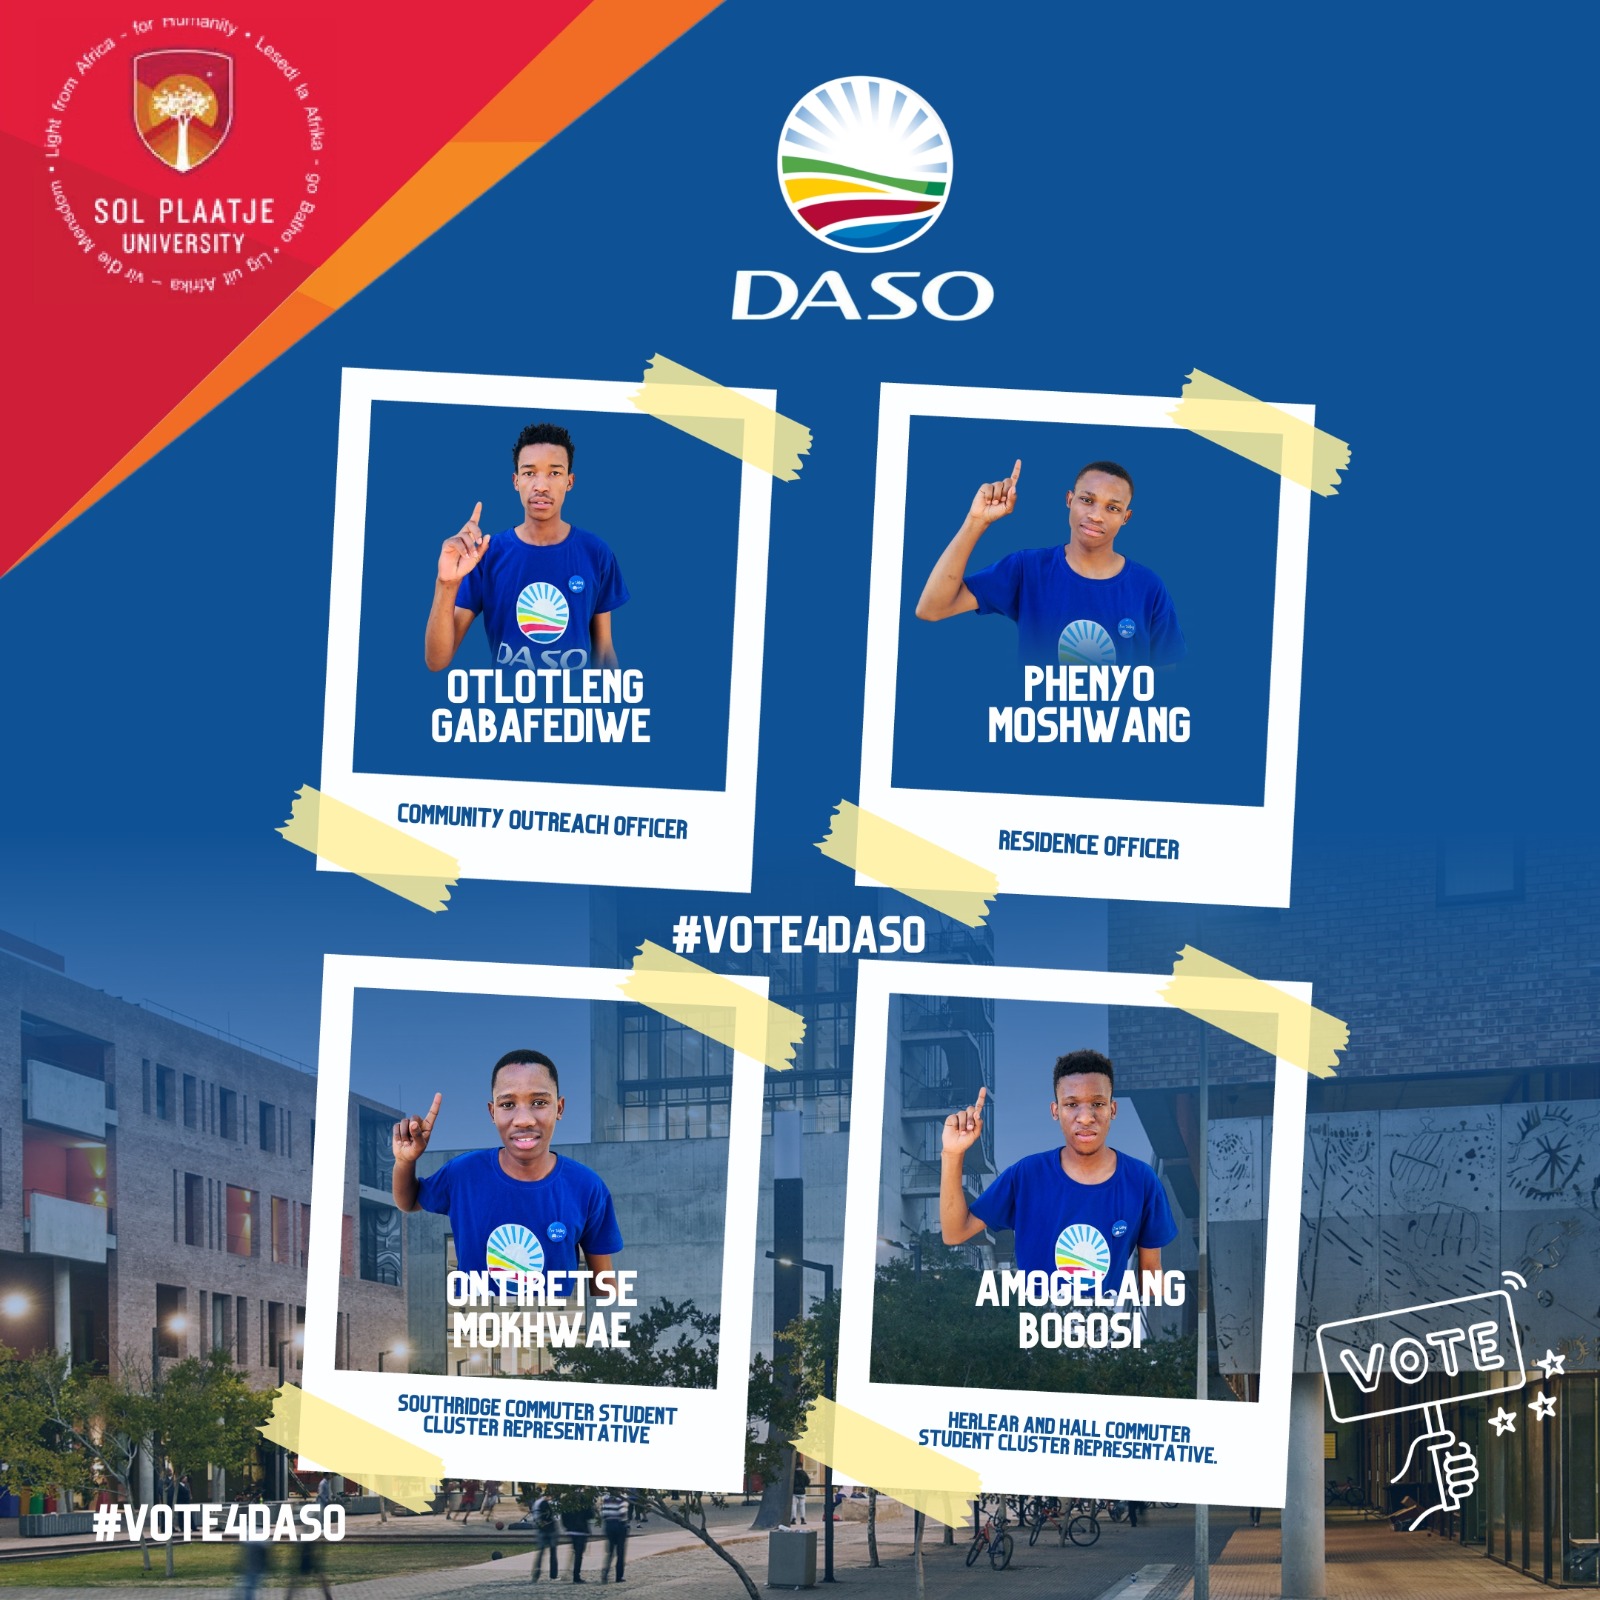 Light from Africa - for Humanity • Lesedi la Afrika - go Batho • Lig uit Afrika - vir die Mensdom •
SOL PLAATJE
UNIVERSITY
DASO
DASO
OTLOTLENG
GABAFEDIWE
COMMUNITY OUTREACH OFFICER
PHENYO
MOSHWANG
RESIDENCE OFFICER
#VOTE4DASO
ONTIRETSE
MOKHWAE
SOUTHRIDGE COMMUTER STUDENT
CLUSTER REPRESENTATIVE
AMOGELANG
BOGOSI
HERLEAR AND HALL COMMUTER
STUDENT CLUSTER REPRESENTATIVE.
VOTE
#VOTE4DASO